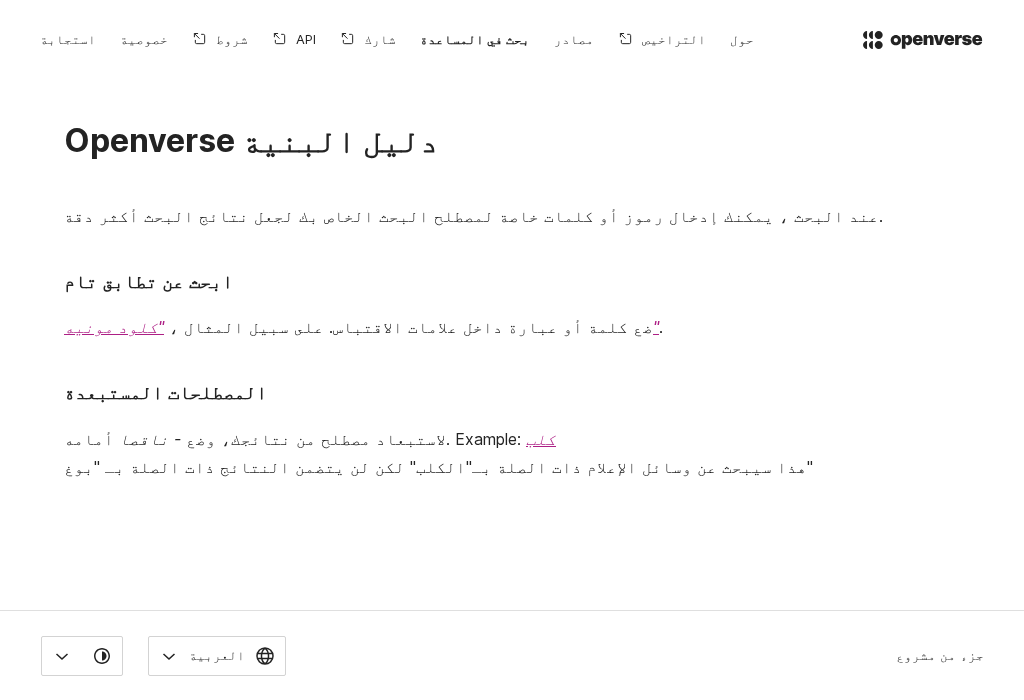 openverse
حول
التراخيص
مصادر
بحث في المساعدة
شارك
API
شروط
خصوصية
استجابة
دليل البنية Openverse
عند البحث ، يمكنك إدخال رموز أو كلمات خاصة لمصطلح البحث الخاص بك لجعل نتائج البحث أكثر دقة.
ابحث عن تطابق تام
ضع كلمة أو عبارة داخل علامات الاقتباس. على سبيل المثال ، "كلود مونيه".
المصطلحات المستبعدة
لاستبعاد مصطلح من نتائجك، وضع - ناقصا أمامه. Example: كلب
هذا سيبحث عن وسائل الإعلام ذات الصلة بـ"الكلب" لكن لن يتضمن النتائج ذات الصلة بـ "بوغ"
جزء من مشروع
العربية